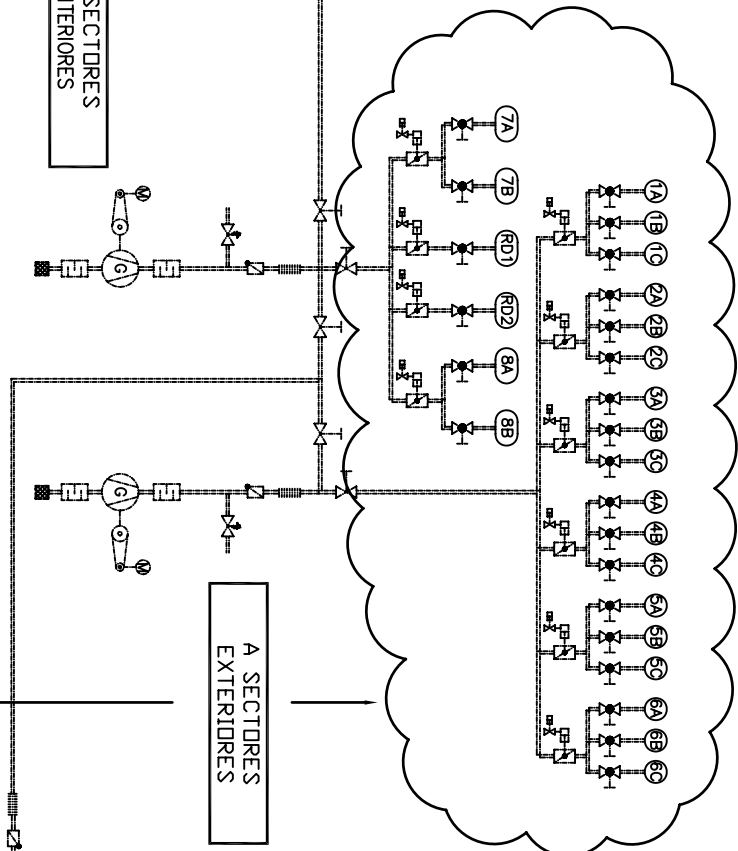 SECTORES
TERIORES
7A
7B
RD1
RD2
8A
8B
1A
1B
1C
2A
2B
2C
3A
3B
3C
4A
4B
4C
5A
5B
5C
6A
6B
6C
M
G
G
M
A SECTORES
EXTERIORES